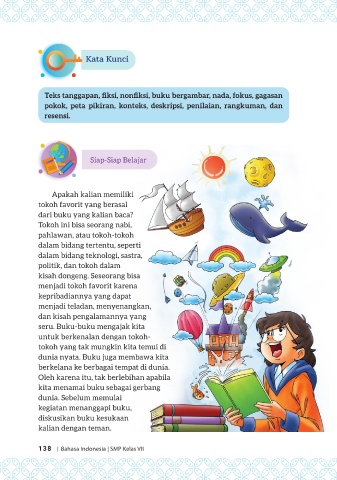 Kata Kunci
Teks tanggapan, fiksi, nonfiksi, buku bergambar, nada, fokus, gagasan
pokok, peta pikiran, konteks, deskripsi, penilaian, rangkuman, dan
resensi.
Siap-Siap Belajar
Apakah kalian memiliki
tokoh favorit yang berasal
dari buku yang kalian baca?
Tokoh ini bisa seorang nabi,
pahlawan, atau tokoh-tokoh
dalam bidang tertentu, seperti
dalam bidang teknologi, sastra,
politik, dan tokoh dalam
kisah dongeng. Seseorang bisa
menjadi tokoh favorit karena
kepribadiannya yang dapat
menjadi teladan, menyenangkan,
dan kisah pengalamannya yang
seru. Buku-buku mengajak kita
untuk berkenalan dengan tokoh-
tokoh yang tak mungkin kita temui di
dunia nyata. Buku juga membawa kita
berkelana ke berbagai tempat di dunia.
Oleh karena itu, tak berlebihan apabila
kita menamai buku sebagai gerbang
dunia. Sebelum memulai
kegiatan menanggapi buku,
diskusikan buku kesukaan
kalian dengan teman.
138 | Bahasa Indonesia | SMP Kelas VII